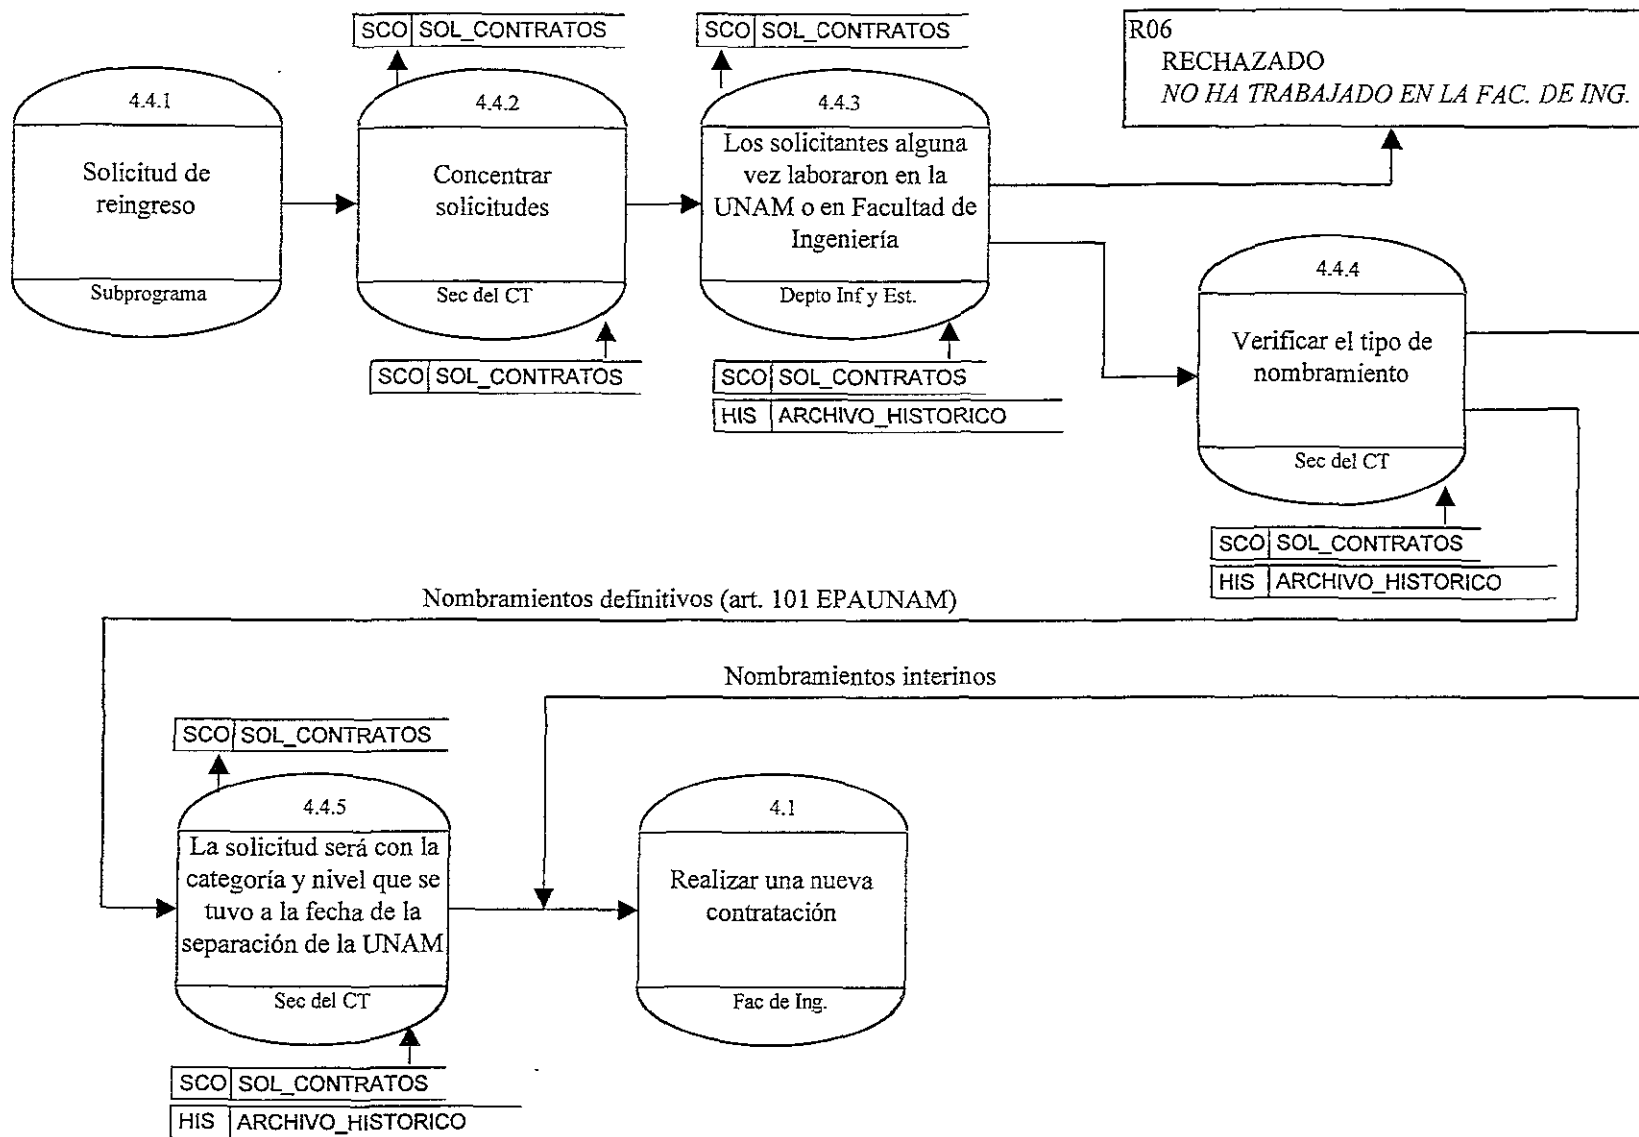 SCO SOL_CONTRATOS
SCO SOL_CONTRATOS
R06
RECHAZADO
NO HA TRABAJADO EN LA FAC. DE ING.
4.4.1
Solicitud de
reingreso
Subprograma
4.4.2
Concentrar
solicitudes
Sec del CT
SCO SOL_CONTRATOS
4.4.3
Los solicitantes alguna
vez laboraron en la
UNAM o en Facultad de
Ingeniería
Depto Inf y Est.
SCO SOL_CONTRATOS
HIS ARCHIVO_HISTORICO
4.4.4
Verificar el tipo de
nombramiento
Sec del CT
SCO SOL_CONTRATOS
HIS ARCHIVO_HISTORICO
Nombramientos definitivos (art. 101 EPAUNAM)
Nombramientos interinos
SCO SOL_CONTRATOS
4.4.5
La solicitud será con la
categoría y nivel que se
tuvo a la fecha de la
separación de la UNAM
Sec del CT
SCO SOL_CONTRATOS
HIS ARCHIVO_HISTORICO
4.1
Realizar una nueva
contratación
Fac de Ing.